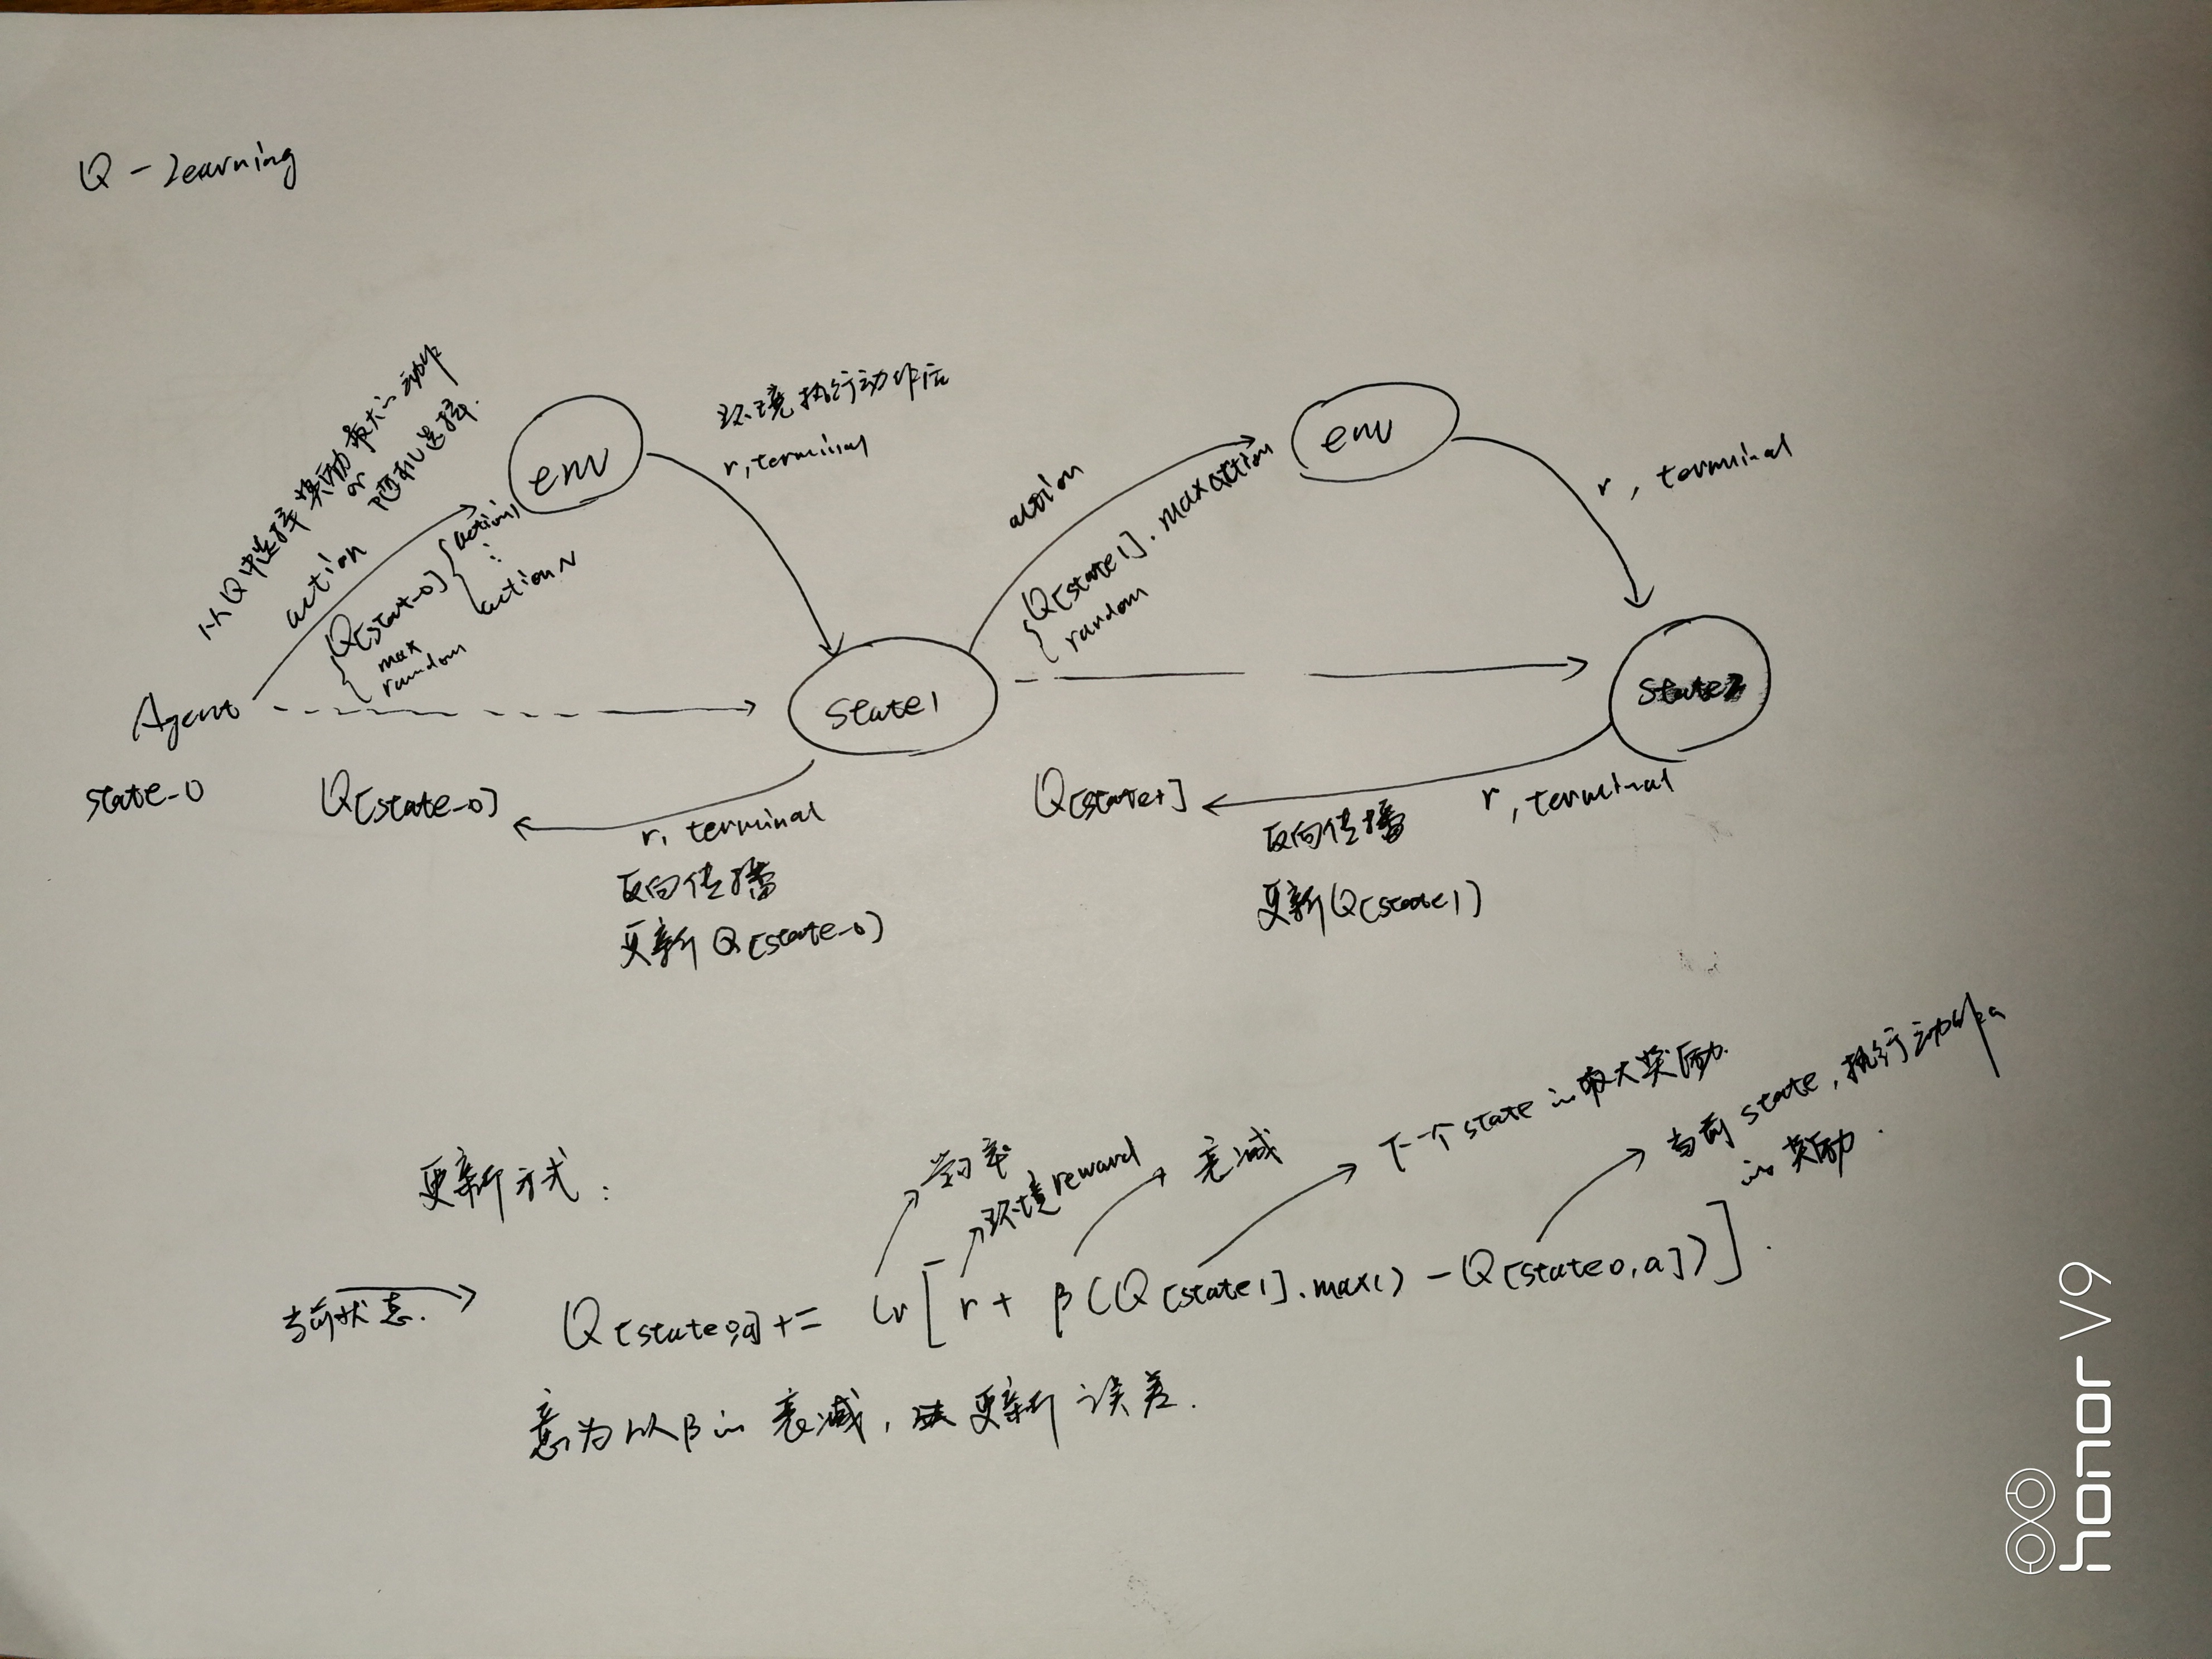 Q-Learning
从Q中选择奖励最大的动作
or
随机选择.
action
Q[state-0]
action1
⋮
action N
max
random
env
环境执行动作后
r, terminal
action
Q[state1].maxaction
random
env
r, terminal
Agent
state1
state2
state-0
Q[state-0]
r, terminal
反向传播
更新Q[state-0]
Q[state1]
r, terminal
反向传播
更新Q[state1]
更新方式:
学习率
环境reward
衰减
下一个state的最大奖励.
当前state,执行动作a
的奖励.
当前状态.
Q[state0,a] += lr[r + β(Q[state1].max() - Q[state0,a])].
意为以β的衰减, 更新误差.
honor V9